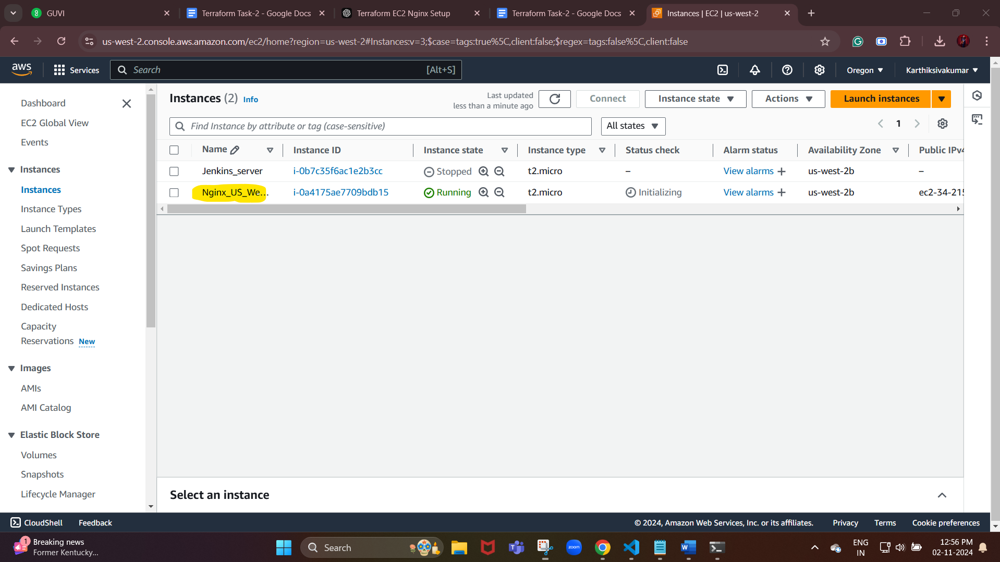 GUVI
Terraform Task-2 - Google Docs
Terraform EC2 Nginx Setup
Terraform Task-2 - Google Docs
Instances | EC2 | us-west-2
us-west-2.console.aws.amazon.com/ec2/home?region=us-west-2#Instances:v=3;$case=tags:true%5C,client:false;$regex=tags:false%5C,client:false
aws
Services
Search
[Alt+S]
Oregon
Karthiksivakumar
Dashboard
EC2 Global View
Events
Instances
Instances
Instance Types
Launch Templates
Spot Requests
Savings Plans
Reserved Instances
Dedicated Hosts
Capacity
Reservations New
Images
AMIs
AMI Catalog
Elastic Block Store
Volumes
Snapshots
Lifecycle Manager
Instances (2) Info
Last updated
less than a minute ago
Connect
Instance state
Actions
Launch instances
Find Instance by attribute or tag (case-sensitive)
All states
1
Name Instance ID Instance state Instance type Status check Alarm status Availability Zone Public IPv4
Jenkins_server i-0b7c35f6ac1e2b3cc Stopped t2.micro – View alarms + us-west-2b –
Nginx_US_We... i-0a4175ae7709bdb15 Running t2.micro Initializing View alarms + us-west-2b ec2-34-215
Select an instance
CloudShell
Feedback
© 2024, Amazon Web Services, Inc. or its affiliates.
Privacy
Terms
Cookie preferences
1
Breaking news
Former Kentucky...
Search
zoom
ENG
IN
12:56 PM
02-11-2024